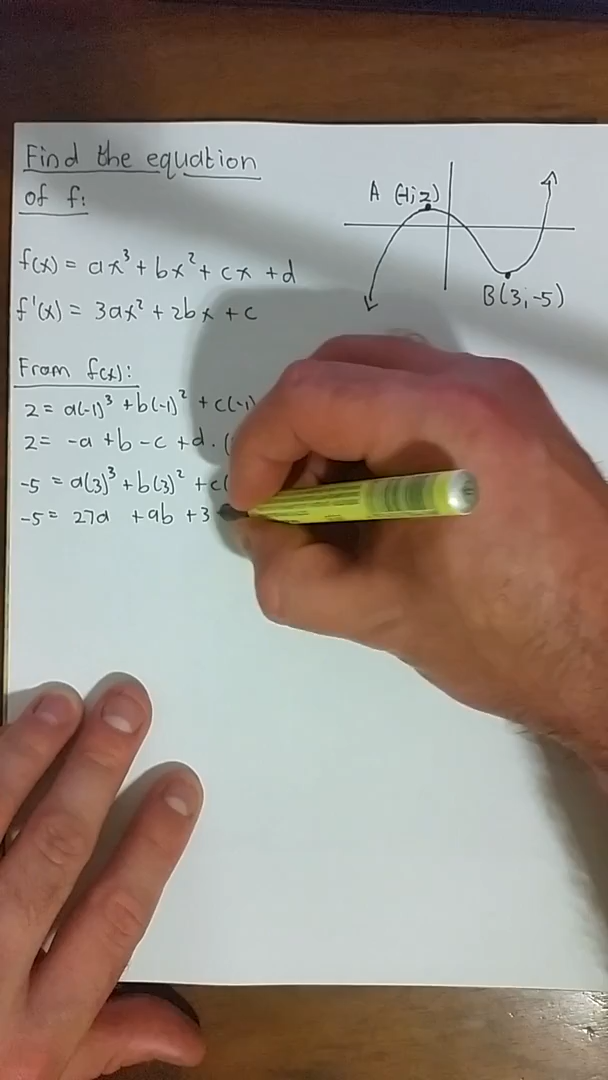 Find the equation
of f:
A (-1;2)
B(3;-5)
f(x) = ax³ + bx² + cx + d
f'(x) = 3ax² + 2bx + c
From f(x):
2 = a(-1)³ + b(-1)² + c(-1)
2 = -a + b - c + d. (
-5 = a(3)³ + b(3)² + c(
-5 = 27a + 9b + 3